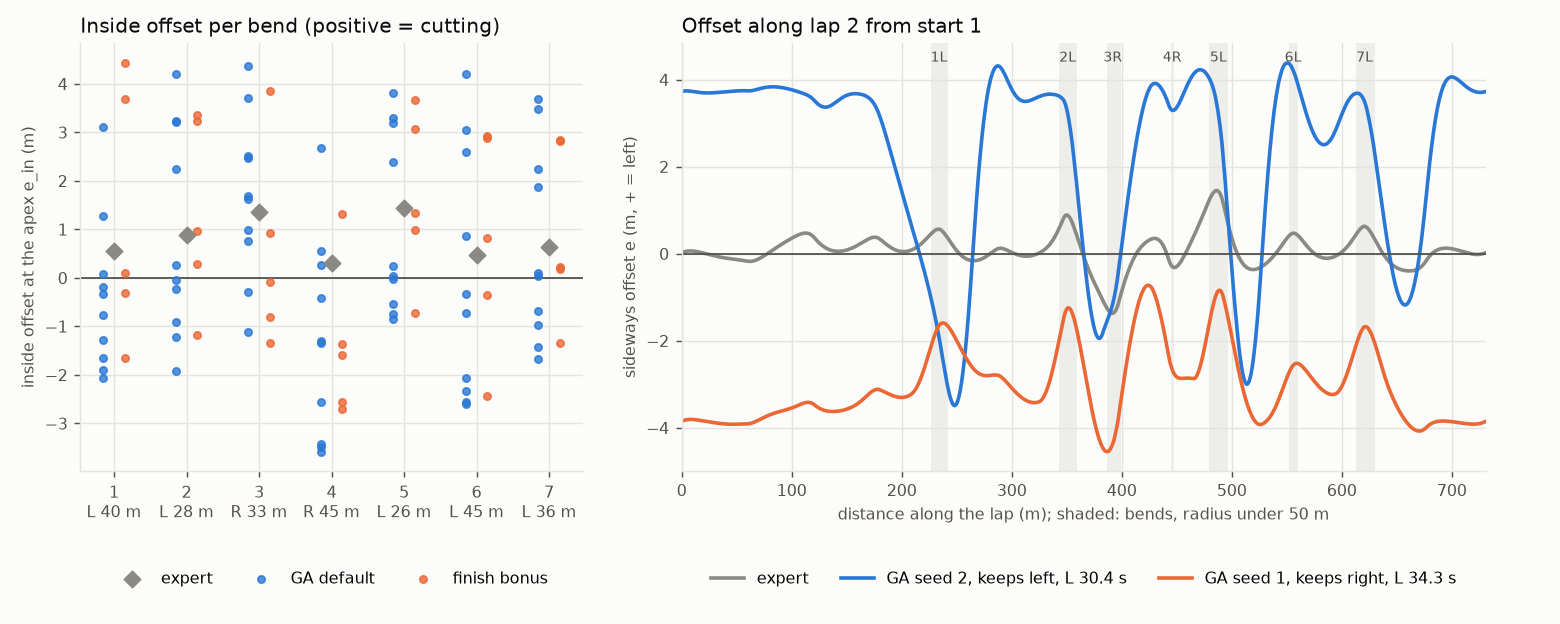 Inside offset per bend (positive = cutting)
inside offset at the apex e_in (m)
4
3
2
1
0
−1
−2
−3
1 2 3 4 5 6 7
L 40 m L 28 m R 33 m R 45 m L 26 m L 45 m L 36 m
expert GA default finish bonus
Offset along lap 2 from start 1
sideways offset e (m, + = left)
1L 2L 3R 4R 5L 6L 7L
4
2
0
−2
−4
0 100 200 300 400 500 600 700
distance along the lap (m); shaded: bends, radius under 50 m
expert GA seed 2, keeps left, L 30.4 s GA seed 1, keeps right, L 34.3 s